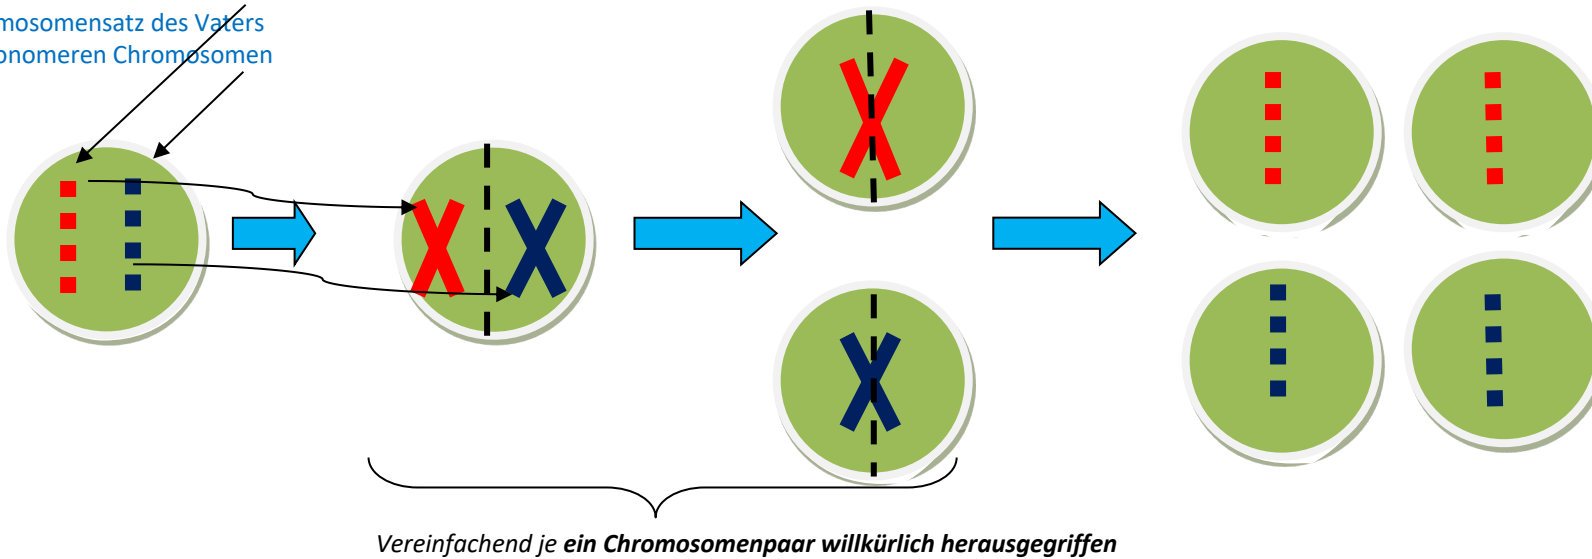 mosomensatz des Vaters
onomeren Chromosomen
Vereinfachend je ein Chromosomenpaar willkürlich herausgegriffen